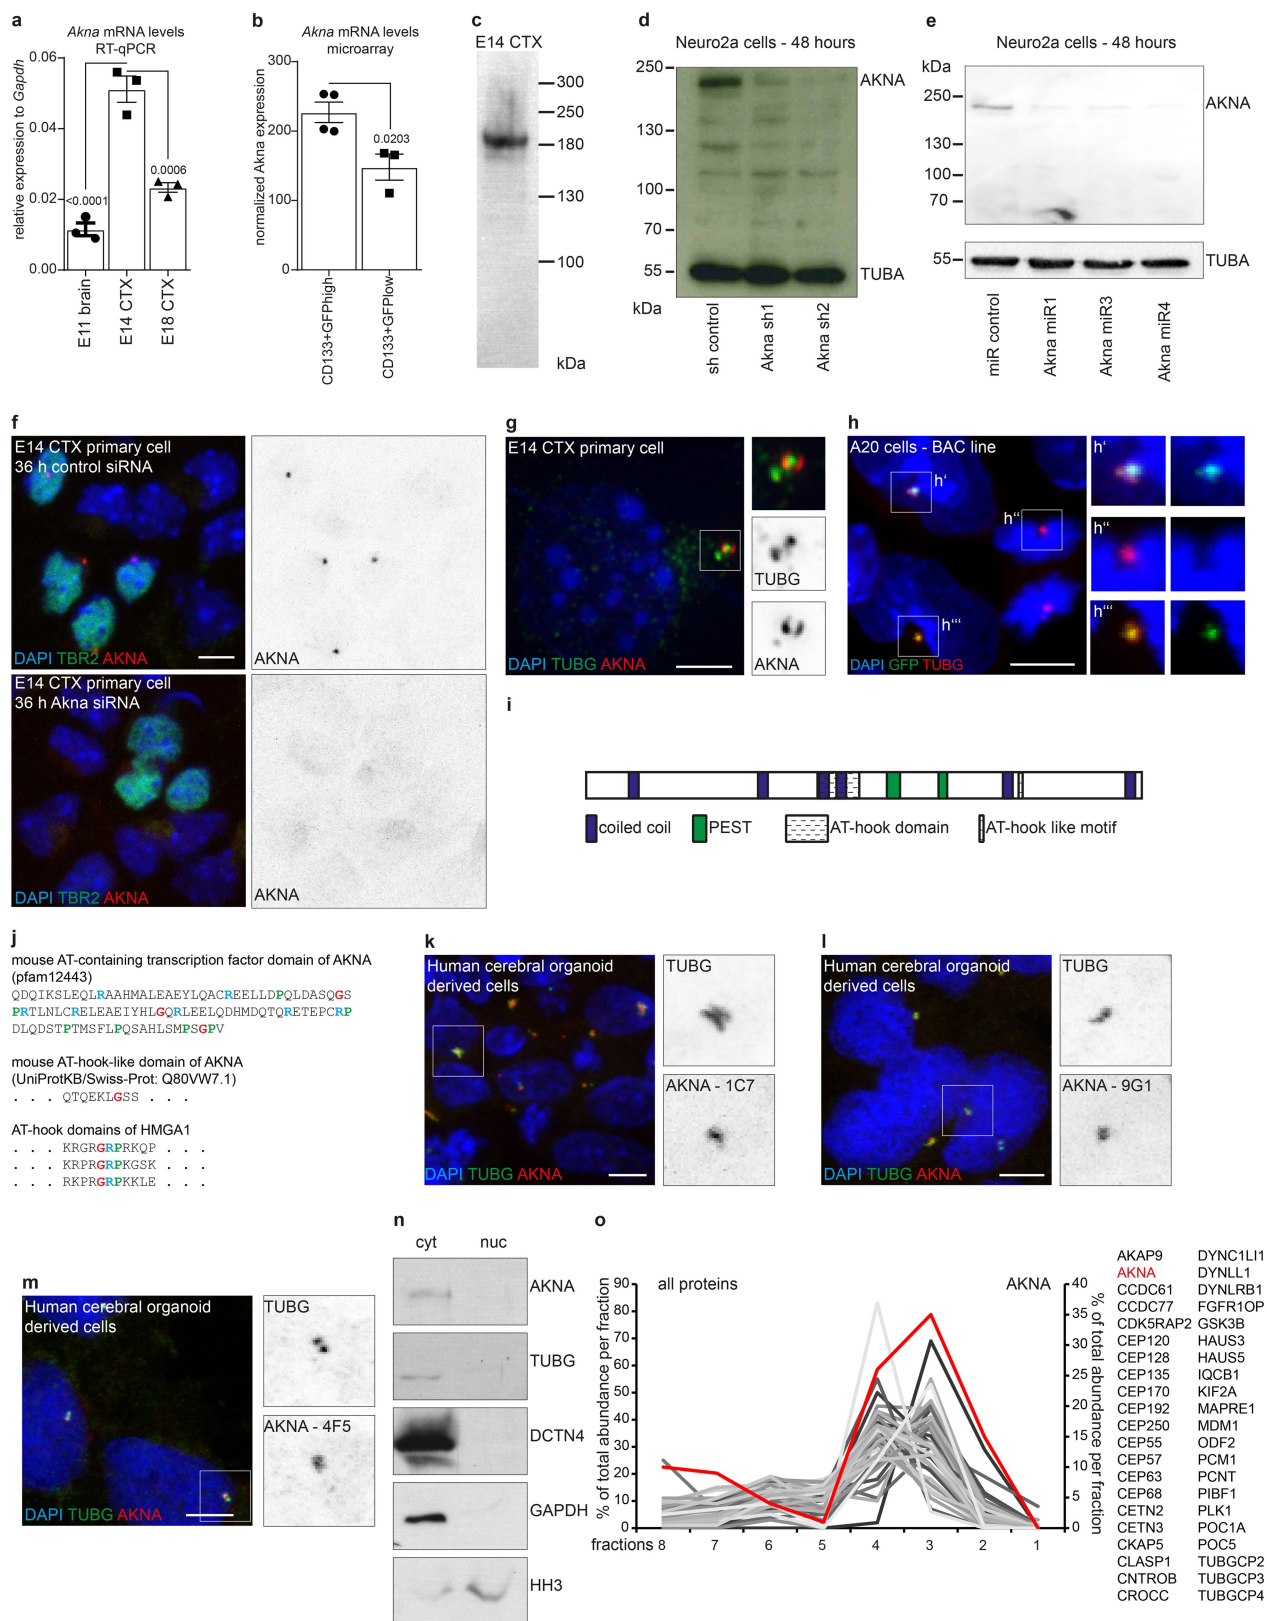 a
Akna mRNA levels
RT-qPCR
relative expression to Gapdh
0.06
0.04
0.02
0.00
<0.0001
0.0006
E11 brain
E14 CTX
E18 CTX
b
Akna mRNA levels
microarray
normalized Akna expression
300
200
100
0
0.0203
CD133+GFPhigh
CD133+GFPlow
c
E14 CTX
300
250
180
130
100
kDa
d
Neuro2a cells - 48 hours
250
130
100
70
55
kDa
AKNA
TUBA
sh control
Akna sh1
Akna sh2
e
Neuro2a cells - 48 hours
kDa
250
130
100
70
55
AKNA
TUBA
miR control
Akna miR1
Akna miR3
Akna miR4
f
E14 CTX primary cell
36 h control siRNA
DAPI TBR2 AKNA
AKNA
E14 CTX primary cell
36 h Akna siRNA
DAPI TBR2 AKNA
AKNA
g
E14 CTX primary cell
DAPI TUBG AKNA
TUBG
AKNA
h
A20 cells - BAC line
h‘
h‘‘
h‘‘‘
DAPI GFP TUBG
h‘
h‘‘
h‘‘‘
i
coiled coil
PEST
AT-hook domain
AT-hook like motif
j
mouse AT-containing transcription factor domain of AKNA
(pfam12443)
QDQIKSLEQLRAAHMALEAEYLQACREELLDPQLDASQGS
PRTLNLCRELEAEIYHLGQRLEELQDHMDQTQRETEPCRP
DLQDSTPTMSFLPQSAHLSMPSGPV
mouse AT-hook-like domain of AKNA
(UniProtKB/Swiss-Prot: Q80VW7.1)
. . . QTQEKLGSS . . .
AT-hook domains of HMGA1
. . . KRGRGRPRKQP . . .
. . . KRPRGRPKGSK . . .
. . . RKPRGRPKKLE . . .
k
Human cerebral organoid
derived cells
DAPI TUBG AKNA
TUBG
AKNA - 1C7
l
Human cerebral organoid
derived cells
DAPI TUBG AKNA
TUBG
AKNA - 9G1
m
Human cerebral organoid
derived cells
DAPI TUBG AKNA
TUBG
AKNA - 4F5
n
cyt nuc
AKNA
TUBG
DCTN4
GAPDH
HH3
o
all proteins
AKNA
% of total abundance per fraction
90
80
70
60
50
40
30
20
10
0
fractions 8 7 6 5 4 3 2 1
40
35
30
25
20
15
10
5
0
% of total abundance per fraction
AKAP9 DYNC1LI1
AKNA DYNLL1
CCDC61 DYNLRB1
CCDC77 FGFR1OP
CDK5RAP2 GSK3B
CEP120 HAUS3
CEP128 HAUS5
CEP135 IQCB1
CEP170 KIF2A
CEP192 MAPRE1
CEP250 MDM1
CEP55 ODF2
CEP57 PCM1
CEP63 PCNT
CEP68 PIBF1
CETN2 PLK1
CETN3 POC1A
CKAP5 POC5
CLASP1 TUBGCP2
CNTROB TUBGCP3
CROCC TUBGCP4